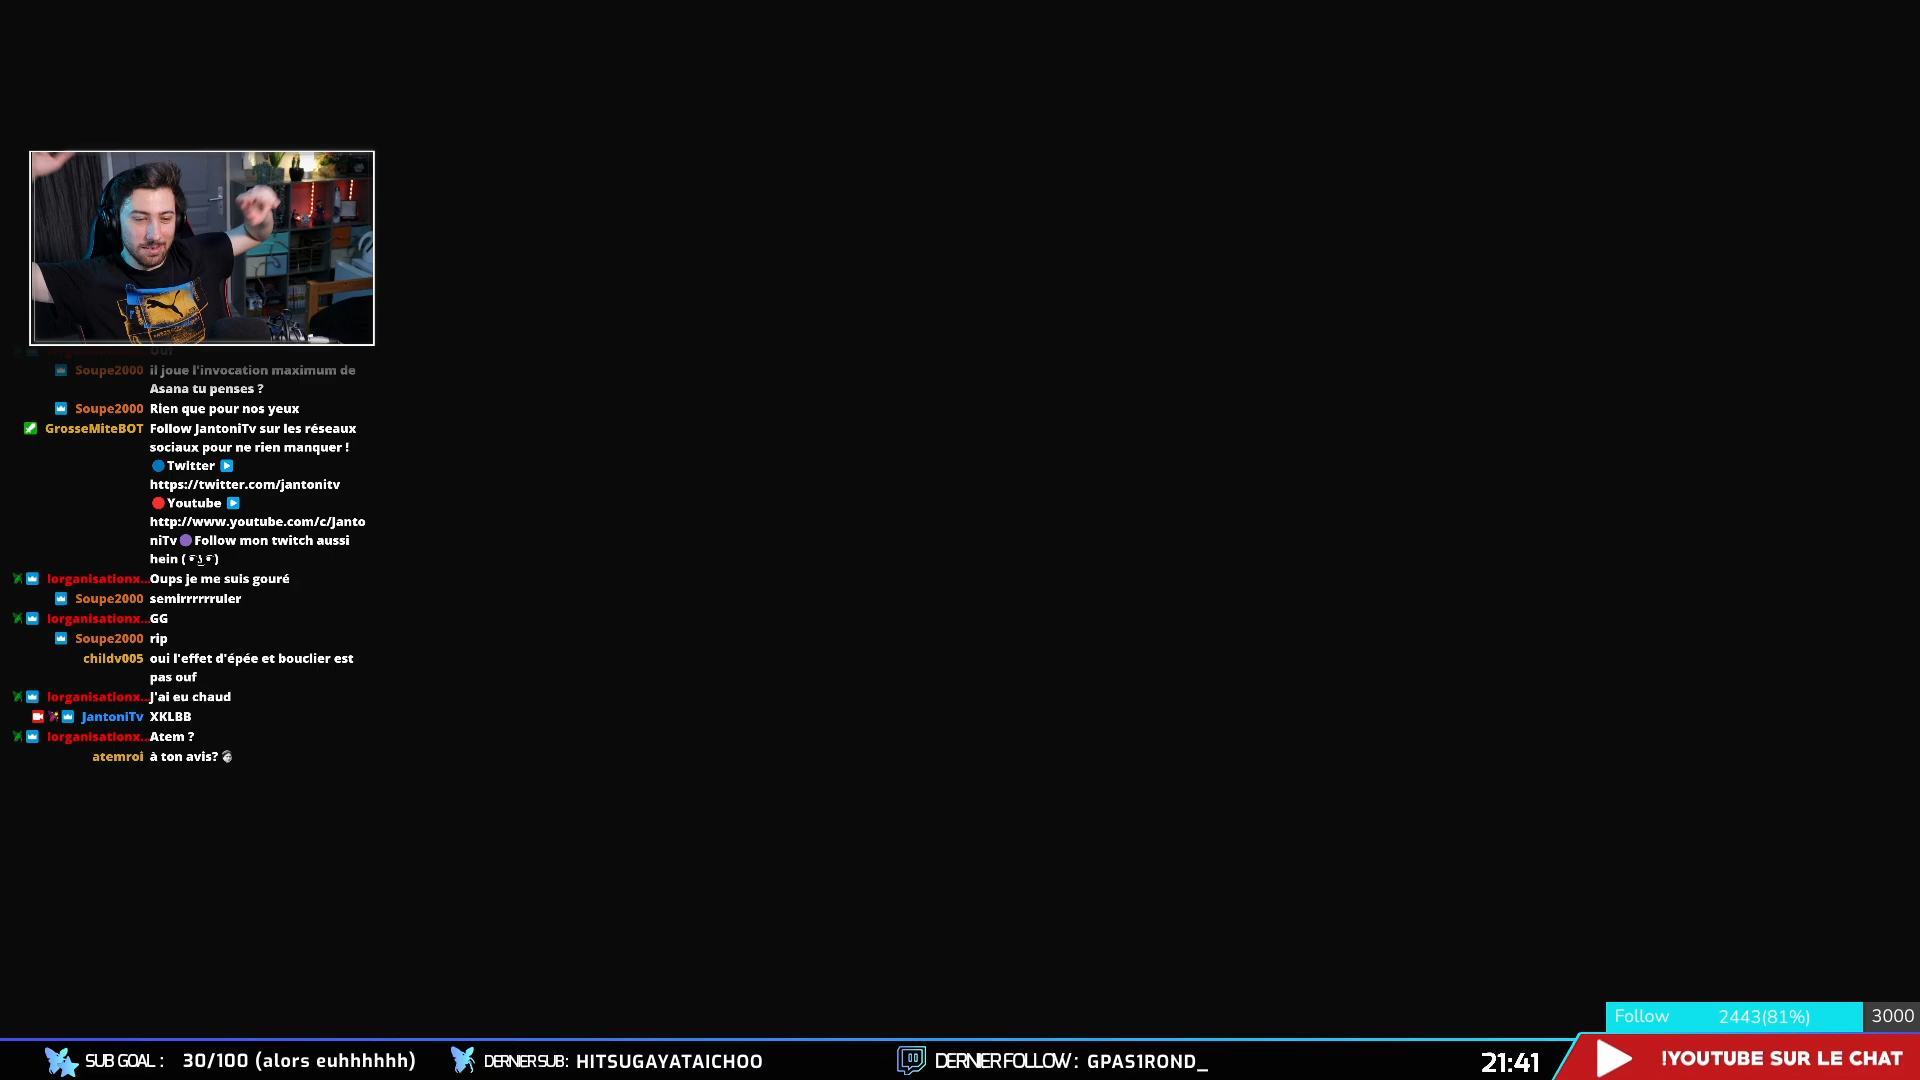 Soupe2000 il joue l'invocation maximum de
Asana tu penses ?
Soupe2000 Rien que pour nos yeux
GrosseMiteBOT Follow JantoniTv sur les réseaux
sociaux pour ne rien manquer !
🔵Twitter ▶️
https://twitter.com/jantonitv
🔴Youtube ▶️
http://www.youtube.com/c/Janto
niTv🟣Follow mon twitch aussi
hein ( ͡° ͜ʖ ͡°)
lorganisationx... Oups je me suis gouré
Soupe2000 semirrrrrruler
lorganisationx... GG
Soupe2000 rip
childv005 oui l'effet d'épée et bouclier est
pas ouf
lorganisationx... J'ai eu chaud
JantoniTv XKLBB
lorganisationx... Atem ?
atemroi à ton avis?
Follow 2443(81%) 3000
SUB GOAL : 30/100 (alors euhhhhhh) DERNIER SUB : HITSUGAYATAICHOO DERNIER FOLLOW : GPAS1ROND_ 21:41 !YOUTUBE SUR LE CHAT